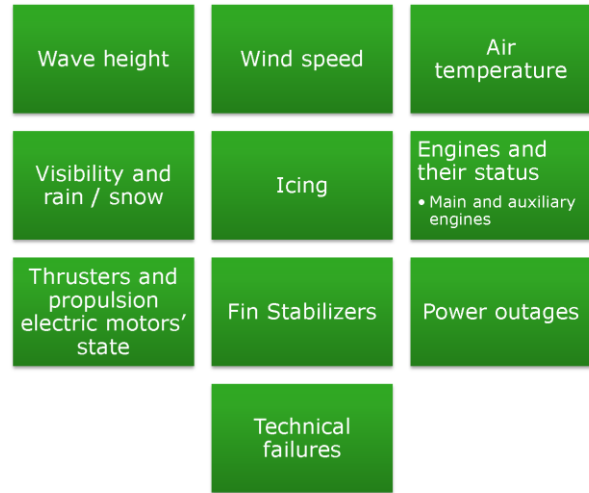 Wave height
Wind speed
Air
temperature
Visibility and
rain / snow
Icing
Engines and
their status
• Main and auxiliary
engines
Thrusters and
propulsion
electric motors’
state
Fin Stabilizers
Power outages
Technical
failures